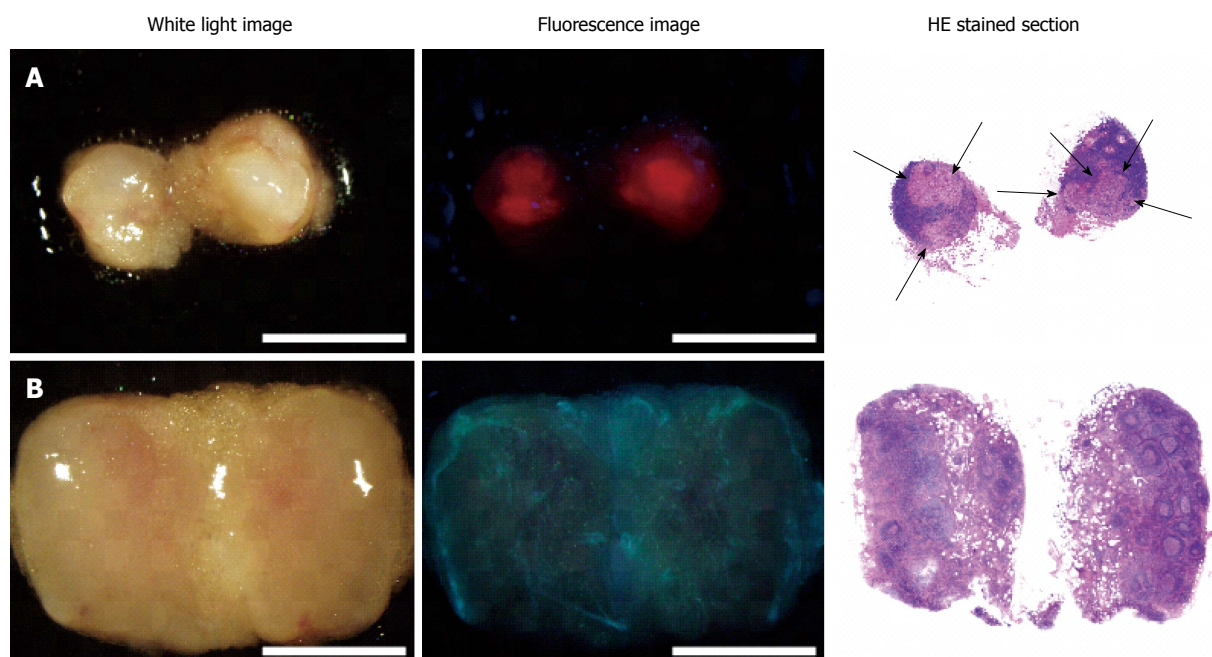 White light image
Fluorescence image
HE stained section
A
B